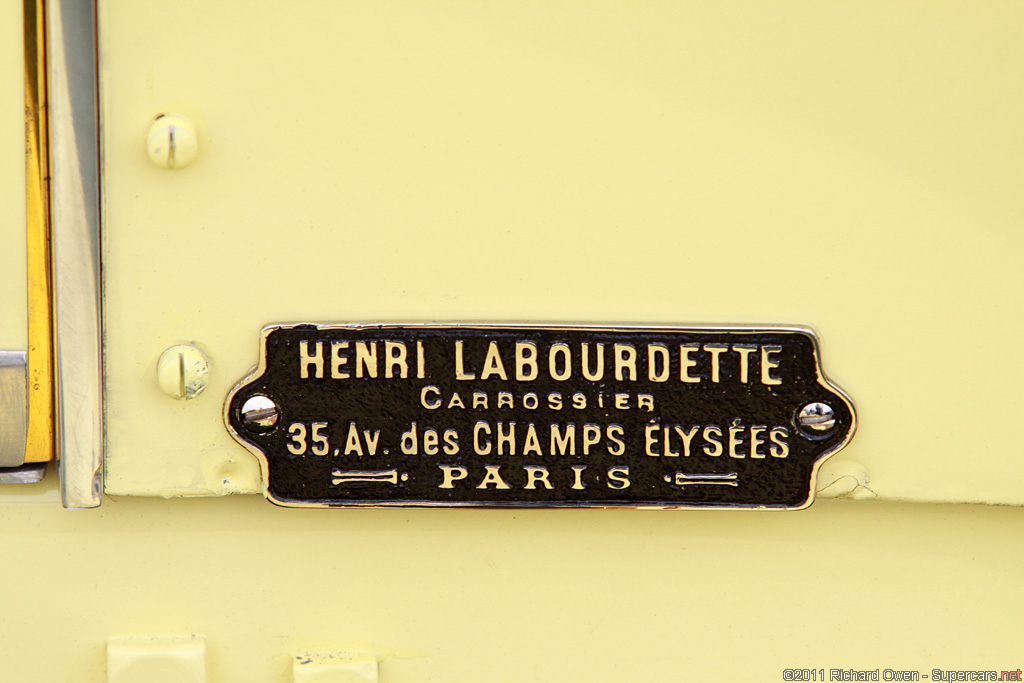 HENRI LABOURDETTE
CARROSSIER
35, Av. des CHAMPS ÉLYSÉES
PARIS
©2011 Richard Owen - Supercars.net